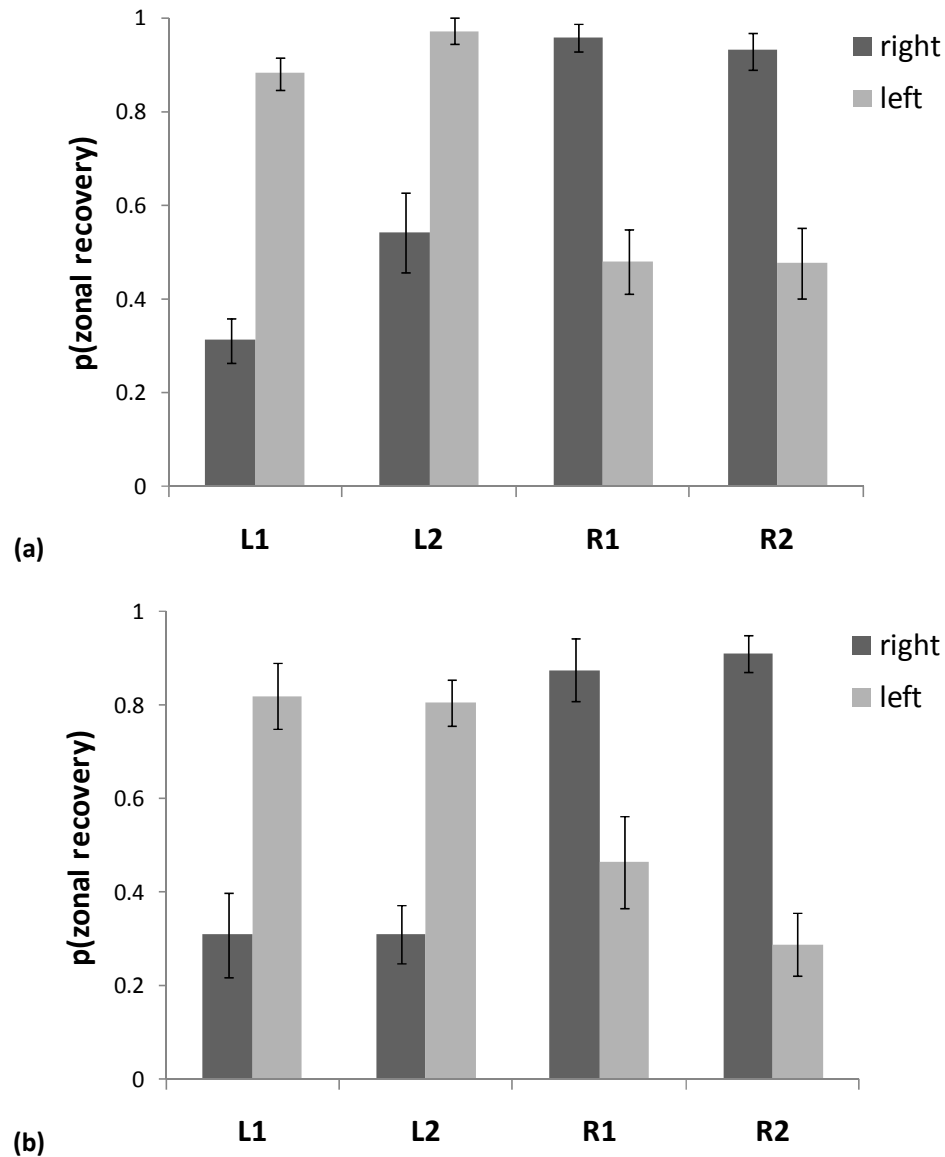 p(zonal recovery)
1
0.8
0.6
0.4
0.2
0
L1 L2 R1 R2
right
left
(a)
p(zonal recovery)
1
0.8
0.6
0.4
0.2
0
L1 L2 R1 R2
right
left
(b)